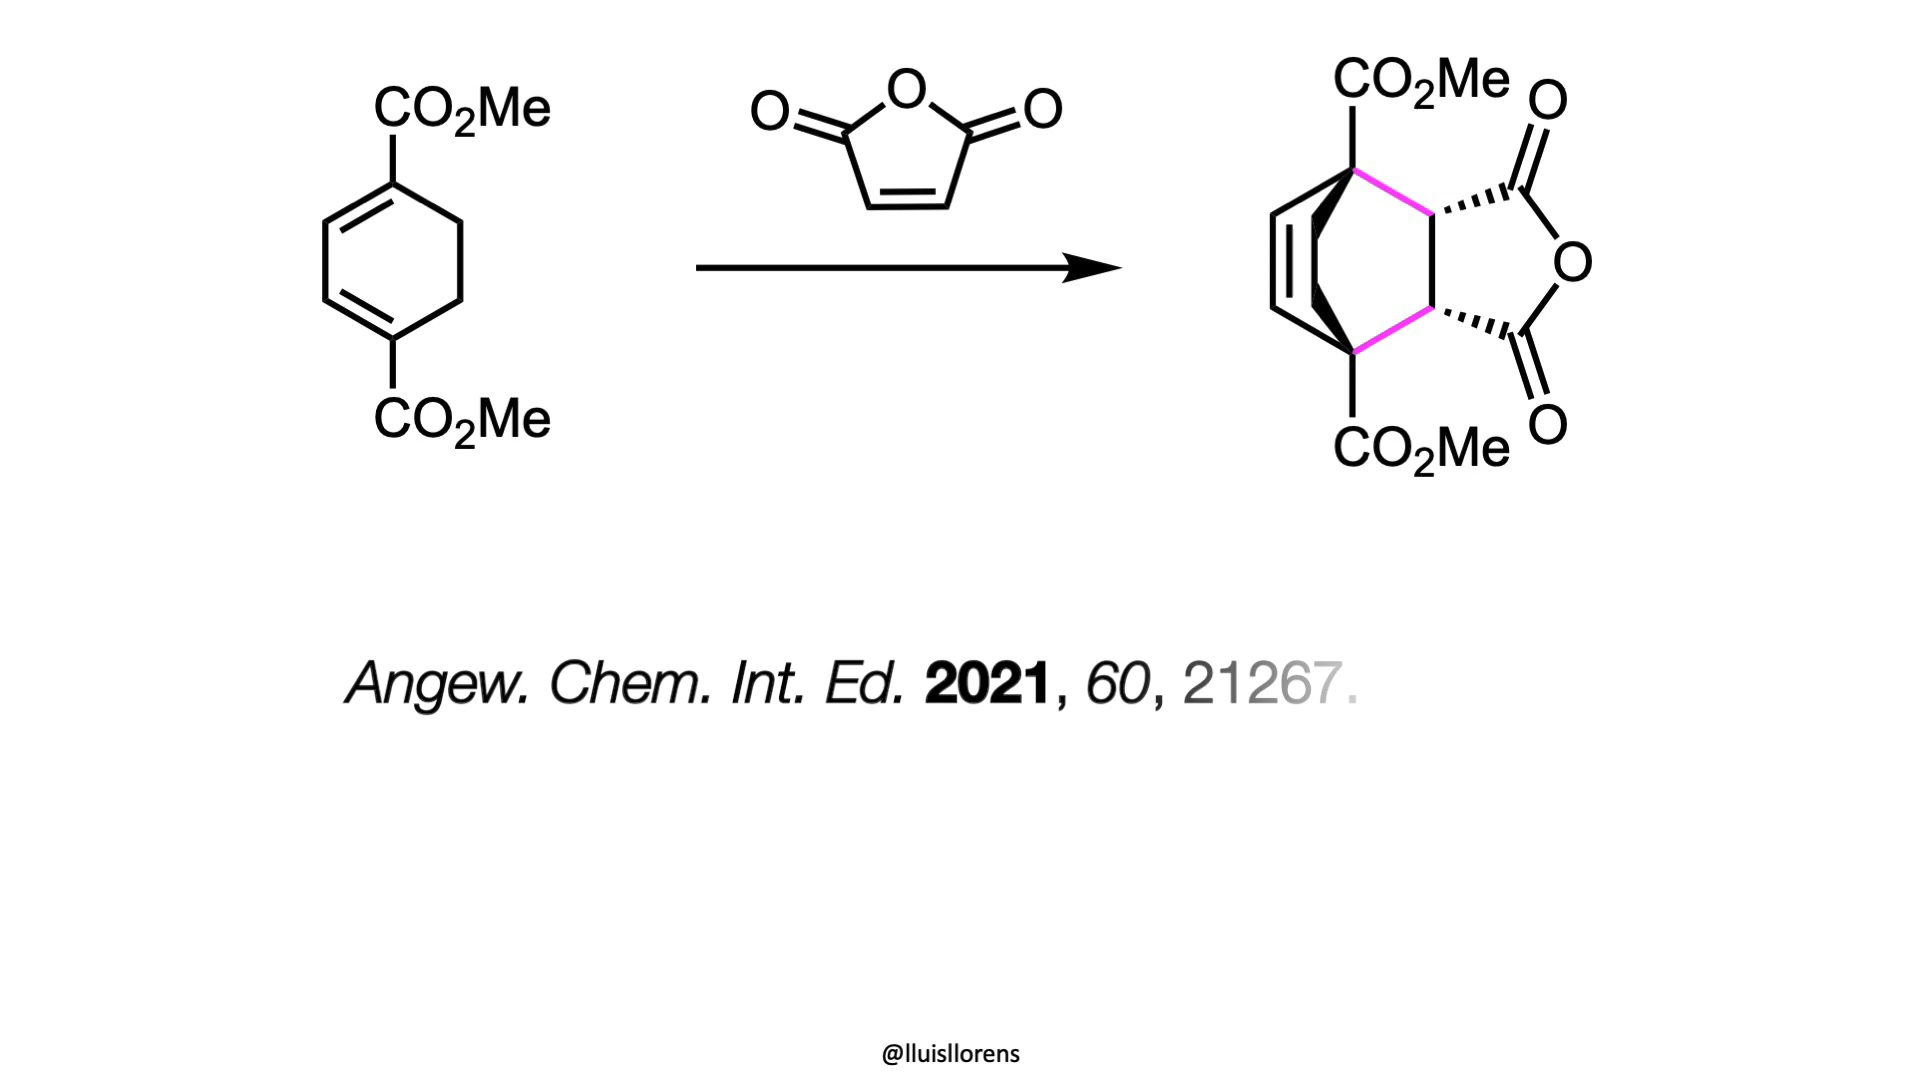 CO2Me
O
O
O
CO2Me
CO2Me
O
O
CO2Me
O
Angew. Chem. Int. Ed. 2021, 60, 21267.
@lluisllorens